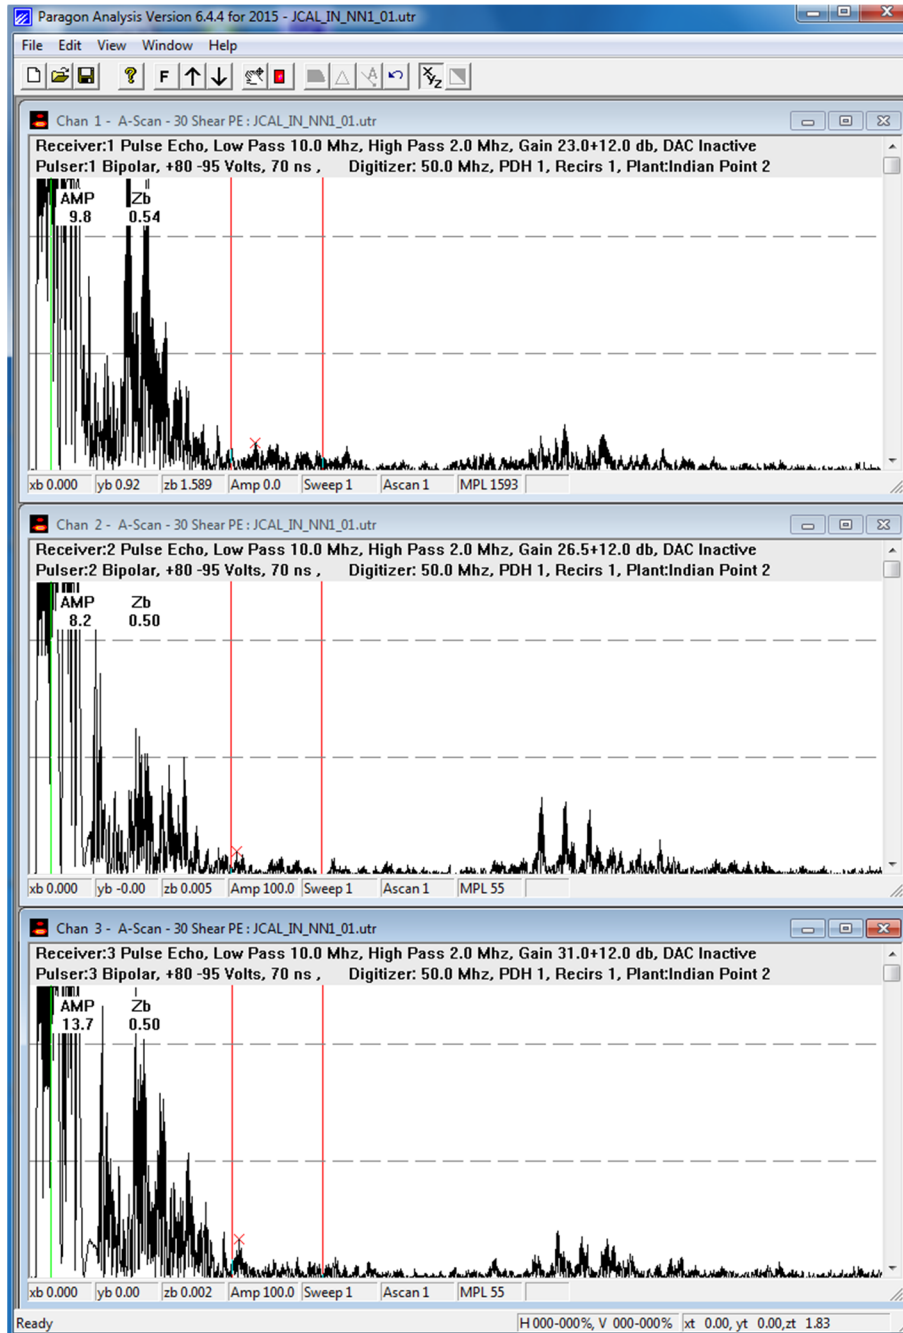 Paragon Analysis Version 6.4.4 for 2015 - JCAL_IN_NN1_01.utr
File Edit View Window Help
F
XYZ
Chan 1 - A-Scan - 30 Shear PE : JCAL_IN_NN1_01.utr
Receiver:1 Pulse Echo, Low Pass 10.0 Mhz, High Pass 2.0 Mhz, Gain 23.0+12.0 db, DAC Inactive
Pulser:1 Bipolar, +80 -95 Volts, 70 ns , Digitizer: 50.0 Mhz, PDH 1, Recirs 1, Plant:Indian Point 2
AMP Zb
9.8 0.54
xb 0.000 yb 0.92 zb 1.589 Amp 0.0 Sweep 1 Ascan 1 MPL 1593
Chan 2 - A-Scan - 30 Shear PE : JCAL_IN_NN1_01.utr
Receiver:2 Pulse Echo, Low Pass 10.0 Mhz, High Pass 2.0 Mhz, Gain 26.5+12.0 db, DAC Inactive
Pulser:2 Bipolar, +80 -95 Volts, 70 ns , Digitizer: 50.0 Mhz, PDH 1, Recirs 1, Plant:Indian Point 2
AMP Zb
8.2 0.50
xb 0.000 yb -0.00 zb 0.005 Amp 100.0 Sweep 1 Ascan 1 MPL 55
Chan 3 - A-Scan - 30 Shear PE : JCAL_IN_NN1_01.utr
Receiver:3 Pulse Echo, Low Pass 10.0 Mhz, High Pass 2.0 Mhz, Gain 31.0+12.0 db, DAC Inactive
Pulser:3 Bipolar, +80 -95 Volts, 70 ns , Digitizer: 50.0 Mhz, PDH 1, Recirs 1, Plant:Indian Point 2
AMP Zb
13.7 0.50
xb 0.000 yb 0.00 zb 0.002 Amp 100.0 Sweep 1 Ascan 1 MPL 55
Ready H 000-000%, V 000-000% xt 0.00, yt 0.00,zt 1.83